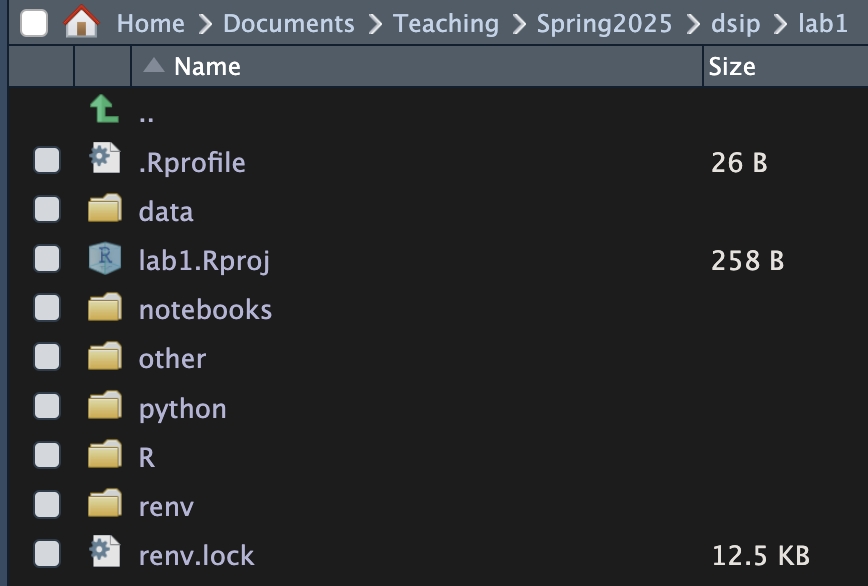 Home Documents Teaching Spring2025 dsip lab1
Name Size
..
.Rprofile 26 B
data
lab1.Rproj 258 B
notebooks
other
python
R
renv
renv.lock 12.5 KB